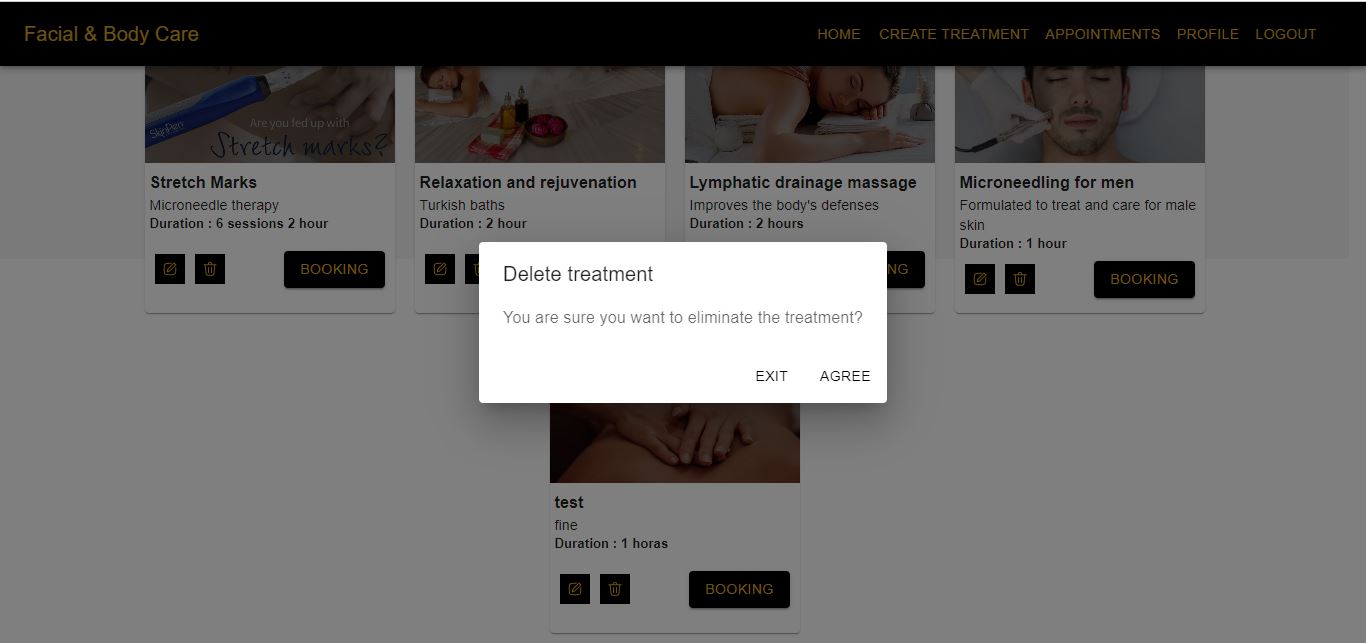 Facial & Body Care
HOME CREATE TREATMENT APPOINTMENTS PROFILE LOGOUT
SkinPen
Are you fed up with
Stretch marks?
Stretch Marks
Microneedle therapy
Duration : 6 sessions 2 hour
BOOKING
Relaxation and rejuvenation
Turkish baths
Duration : 2 hour
Lymphatic drainage massage
Improves the body's defenses
Duration : 2 hours
NG
Microneedling for men
Formulated to treat and care for male
skin
Duration : 1 hour
BOOKING
Delete treatment
You are sure you want to eliminate the treatment?
EXIT AGREE
test
fine
Duration : 1 horas
BOOKING